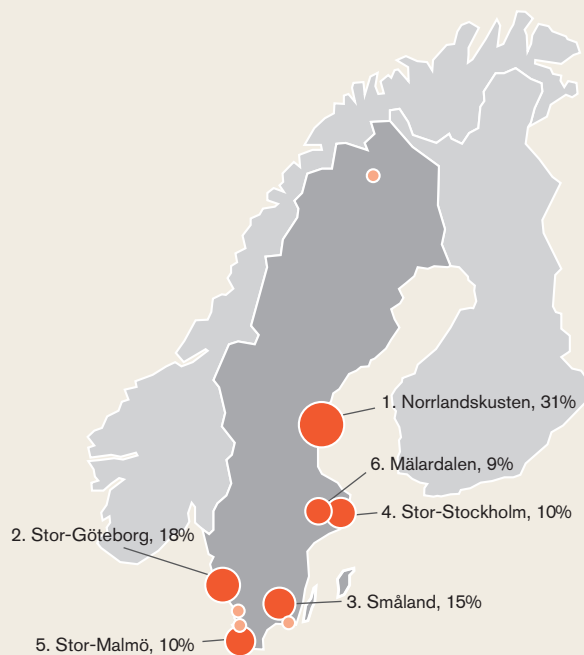 1. Norrlandskusten, 31%
6. Mälardalen, 9%
4. Stor-Stockholm, 10%
2. Stor-Göteborg, 18%
3. Småland, 15%
5. Stor-Malmö, 10%